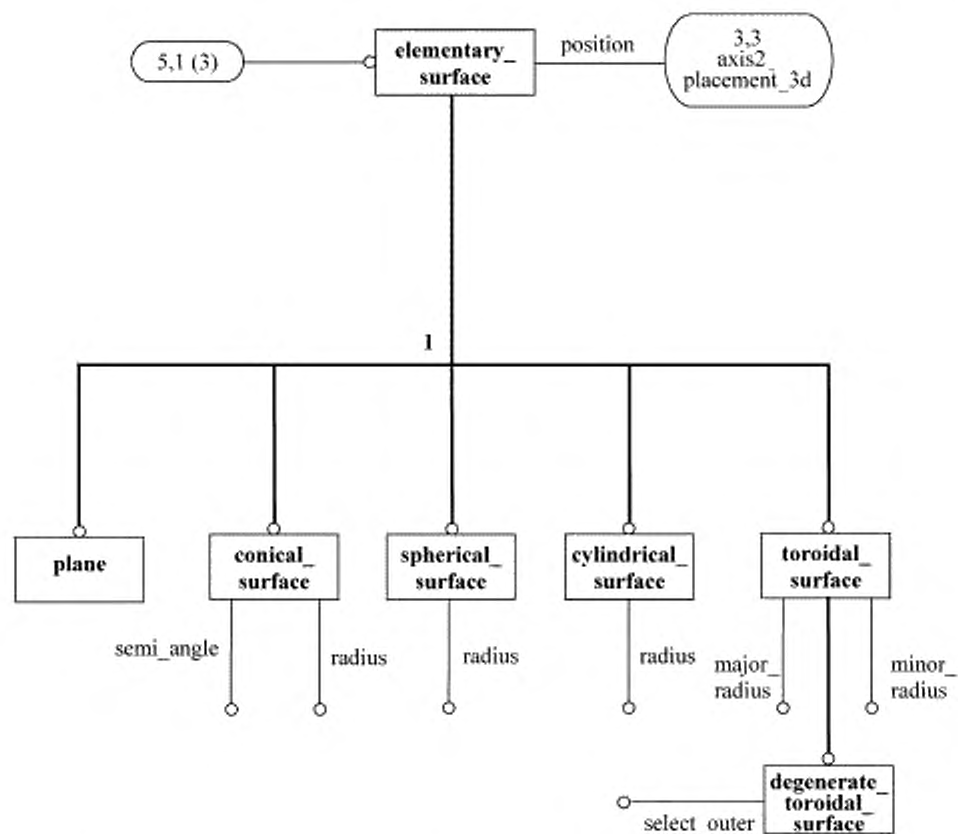 5,1 (3)
elementary_
surface
position
3,3
axis2_
placement_3d
1
plane
conical_
surface
spherical_
surface
cylindrical_
surface
toroidal_
surface
semi_angle
radius
radius
radius
major_
radius
minor_
radius
degenerate_
toroidal_
surface
select_outer